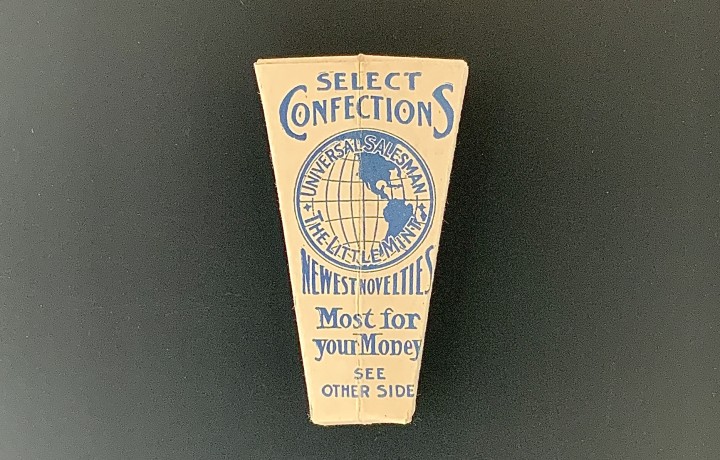 SELECT
CONFECTIONS
UNIVERSAL SALESMAN
THE LITTLE MINT
NEWEST NOVELTIES
Most for
your Money
SEE
OTHER SIDE